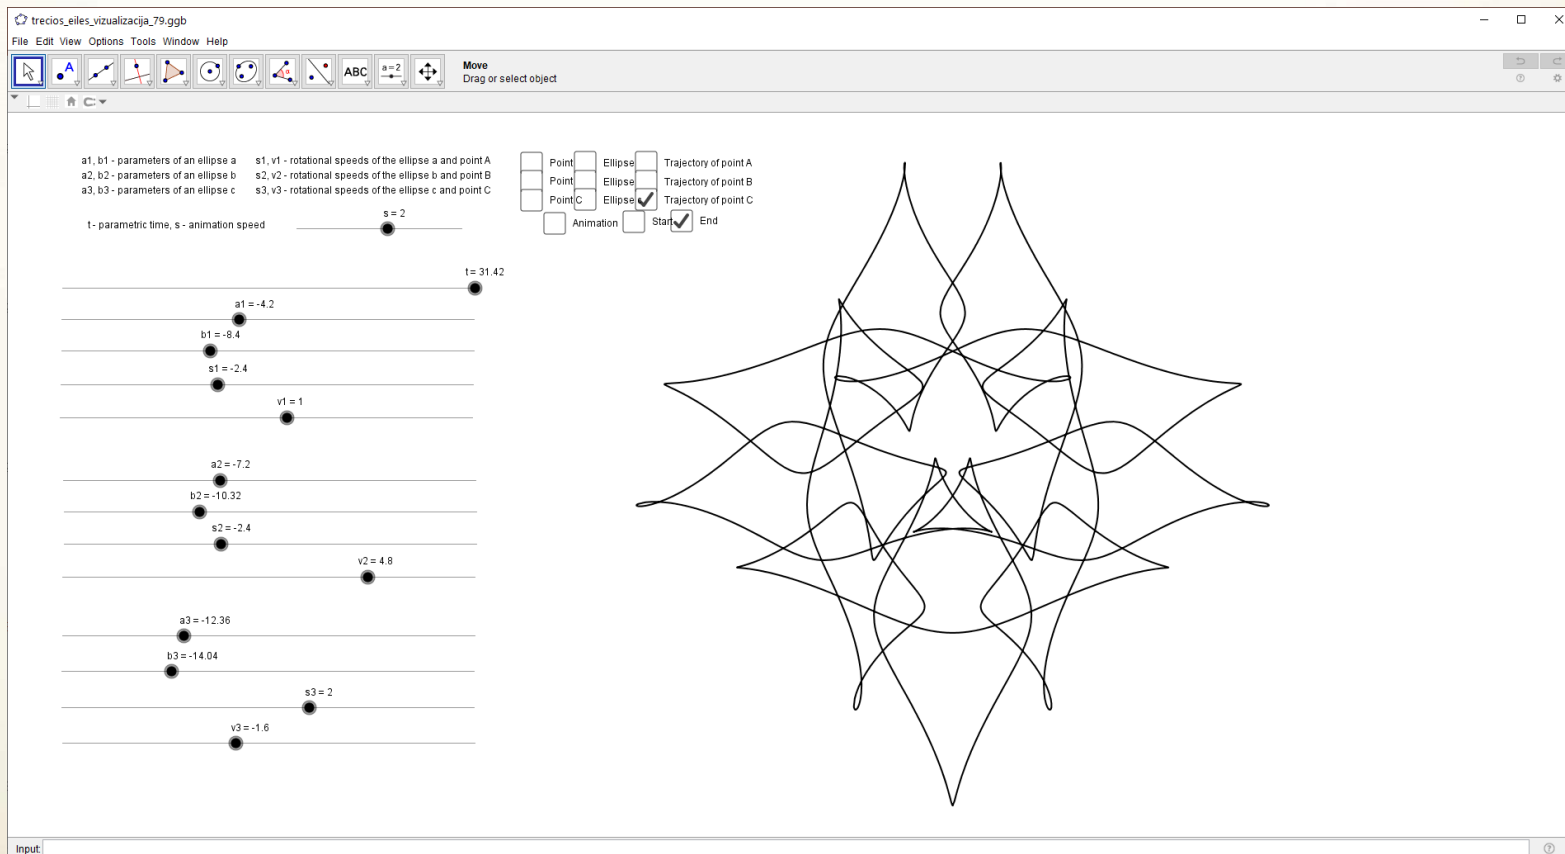 trecios_eiles_vizualizacija_79.ggb
File Edit View Options Tools Window Help
ABC
a=2
Move
Drag or select object
a1, b1 - parameters of an ellipse a
s1, v1 - rotational speeds of the ellipse a and point A
a2, b2 - parameters of an ellipse b
s2, v2 - rotational speeds of the ellipse b and point B
a3, b3 - parameters of an ellipse c
s3, v3 - rotational speeds of the ellipse c and point C
Point Ellipse Trajectory of point A
Point Ellipse Trajectory of point B
Point C Ellipse Trajectory of point C
Animation Start End
t - parametric time, s - animation speed
s = 2
t = 31.42
a1 = -4.2
b1 = -8.4
s1 = -2.4
v1 = 1
a2 = -7.2
b2 = -10.32
s2 = -2.4
v2 = 4.8
a3 = -12.36
b3 = -14.04
s3 = 2
v3 = -1.6
Input: